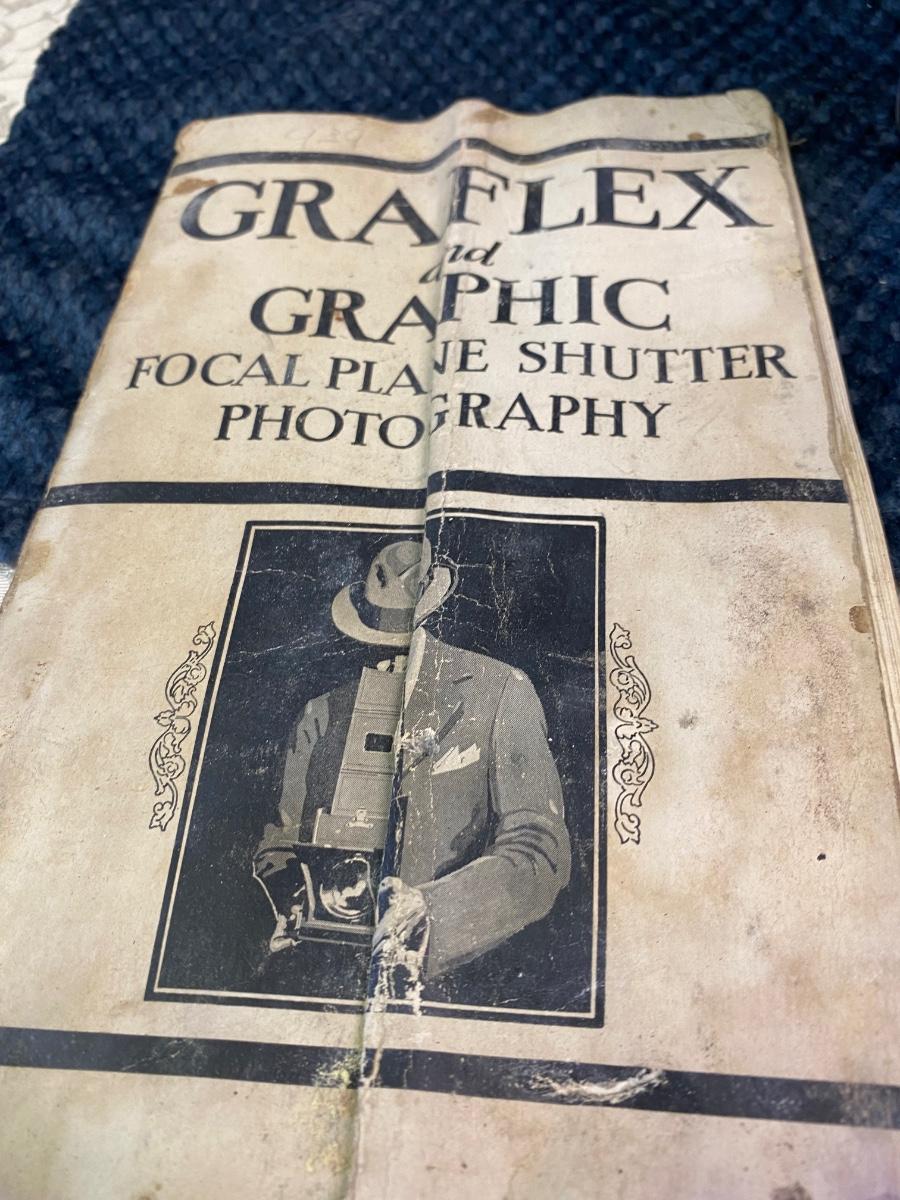 GRAFLEX
and
GRAPHIC
FOCAL PLANE SHUTTER
PHOTOGRAPHY